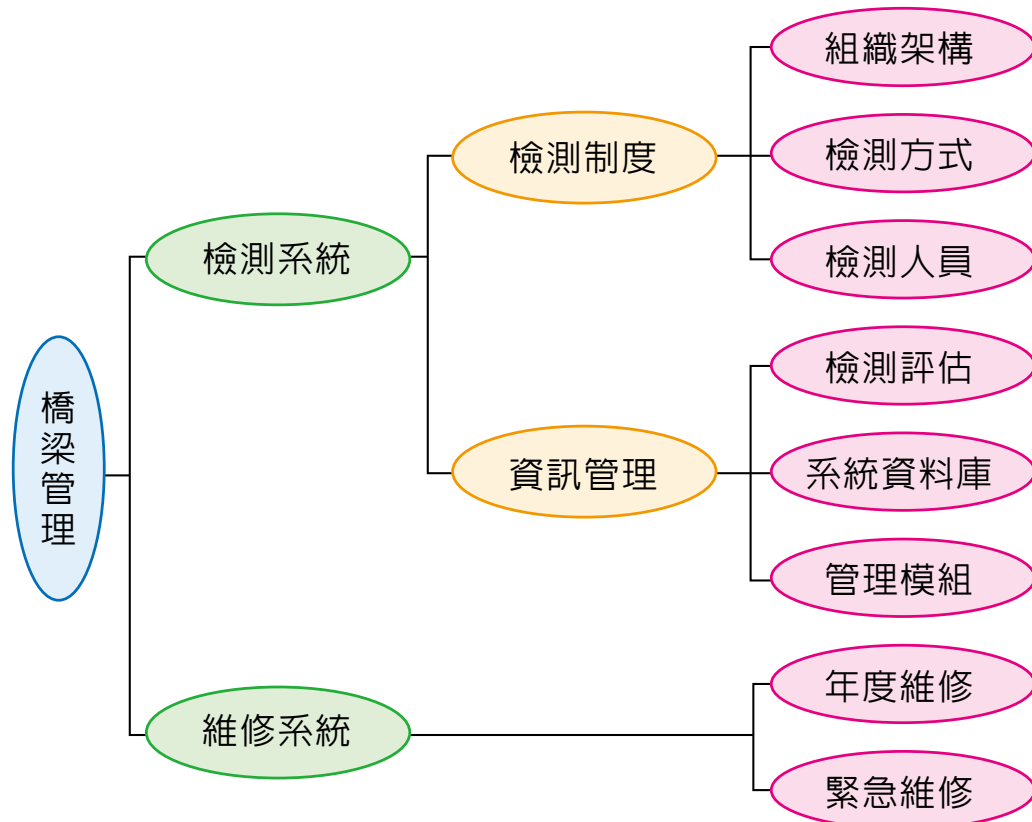 橋梁管理
檢測系統
檢測制度
組織架構
檢測方式
檢測人員
資訊管理
檢測評估
系統資料庫
管理模組
維修系統
年度維修
緊急維修